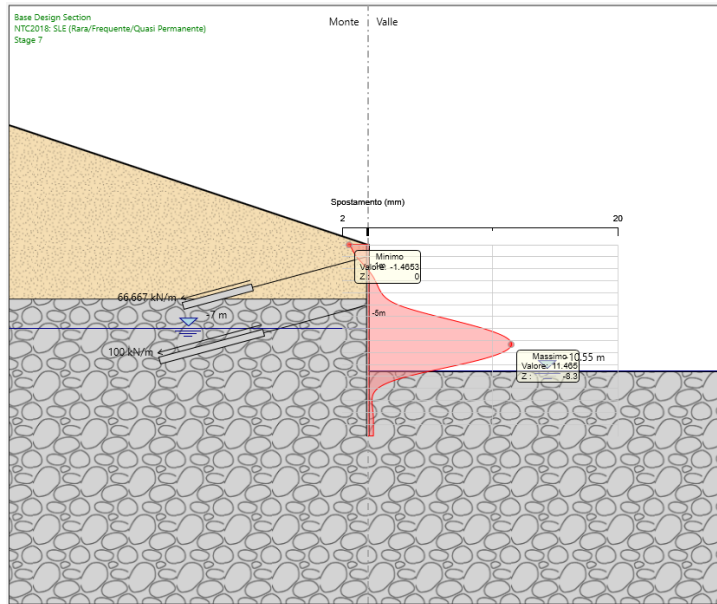 Base Design Section
NTC2018: SLE (Rara/Frequente/Quasi Permanente)
Stage 7
Monte
Valle
Spostamento (mm)
2
20
Minimo
Valore: -1.4653
Z :
0
66.667 kN/m
-7 m
-5m
100 kN/m
Massimo
-10.55 m
Valore: 11.465
Z :
-8.3